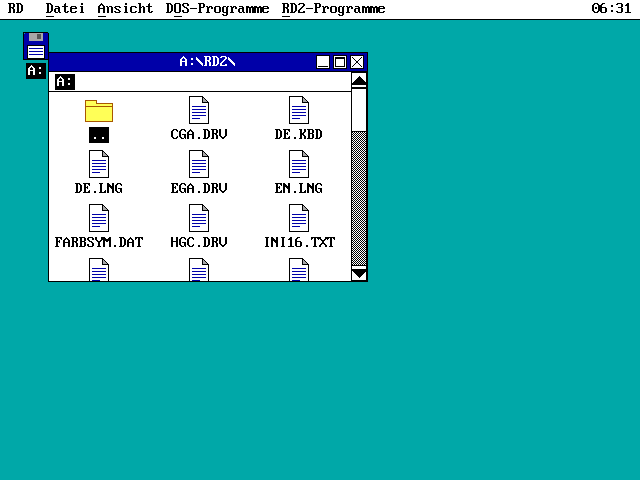 RD Datei Ansicht DOS-Programme RD2-Programme 06:31
A:
A:\RD2\
A:
.. CGA.DRV DE.KBD
DE.LNG EGA.DRV EN.LNG
FARBSYM.DAT HGC.DRV INI16.TXT